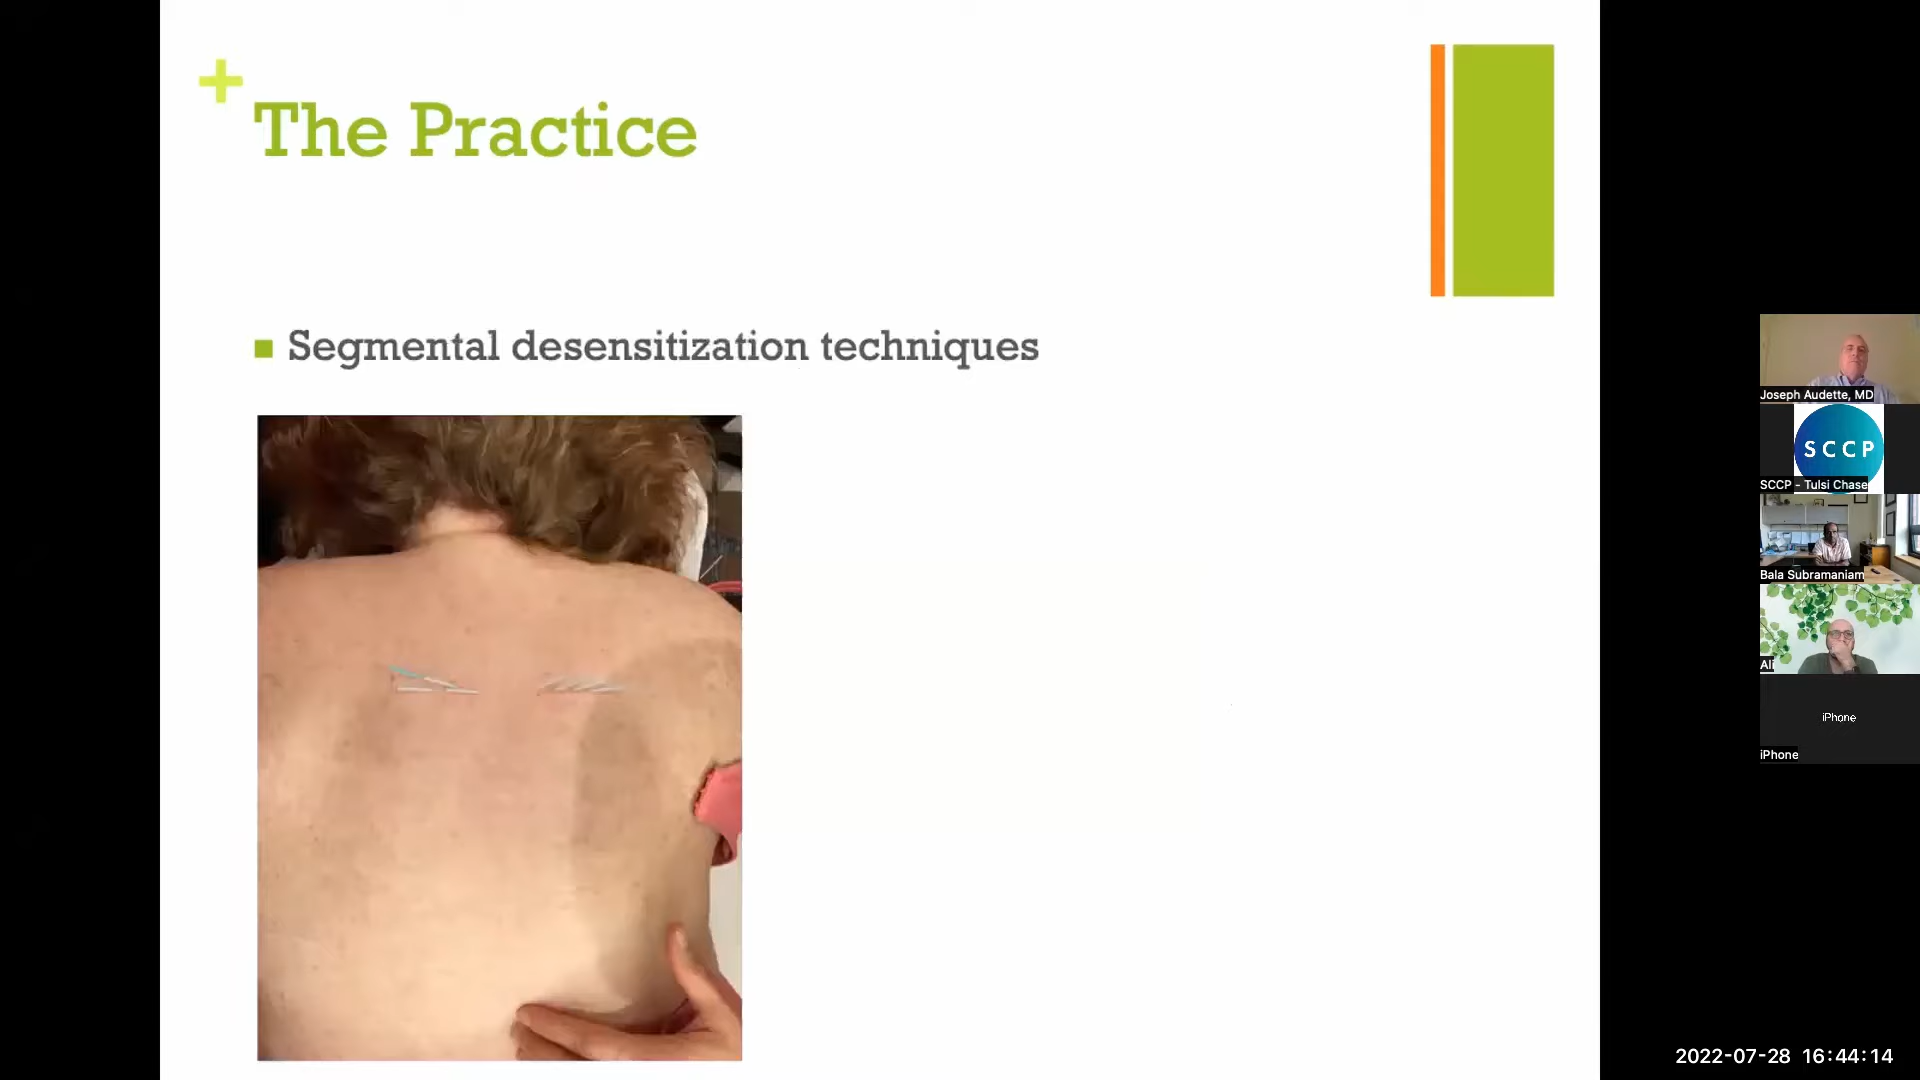 +
The Practice
Segmental desensitization techniques
Joseph Audette, MD
SCCP
SCCP - Tulsi Chase
Bala Subramaniam
Ali
iPhone
iPhone
2022-07-28 16:44:14